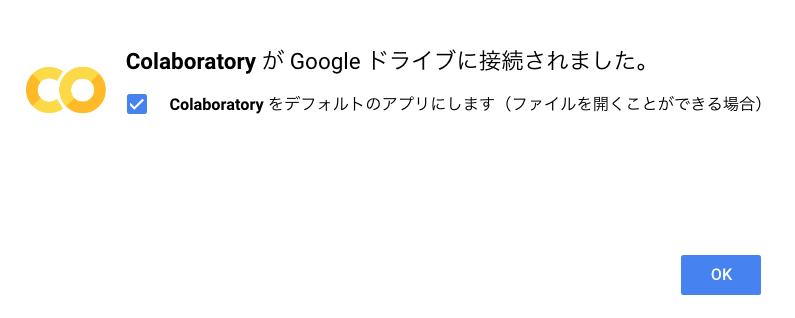 Colaboratory が Google ドライブに接続されました。
Colaboratory をデフォルトのアプリにします（ファイルを開くことができる場合）
OK